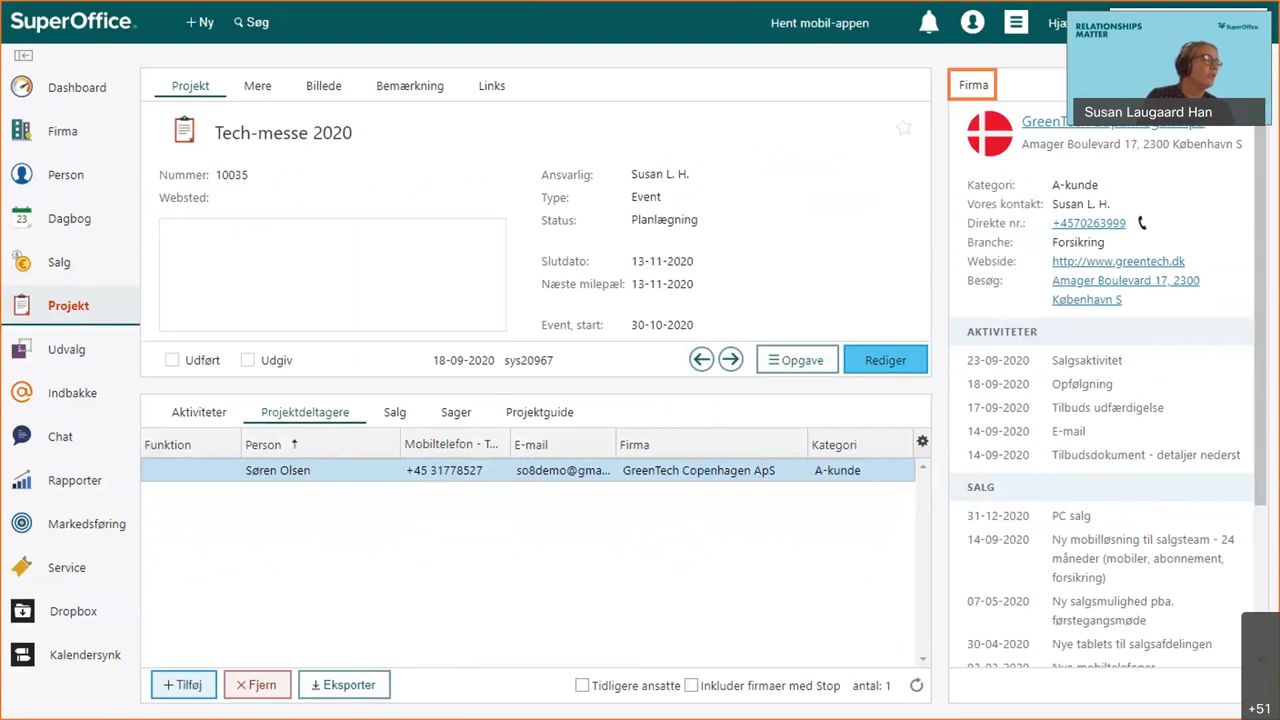 SuperOffice
+ Ny
Søg
Hent mobil-appen
RELATIONSHIPS
MATTER
SuperOffice
Susan Laugaard Han
Dashboard
Firma
Person
23
Dagbog
Salg
Projekt
Udvalg
Indbakke
Chat
Rapporter
Markedsføring
Service
Dropbox
Kalendersynk
Projekt
Mere
Billede
Bemærkning
Links
Tech-messe 2020
Nummer: 10035
Websted:
Ansvarlig: Susan L. H.
Type: Event
Status: Planlægning
Slutdato: 13-11-2020
Næste milepæl: 13-11-2020
Event, start: 30-10-2020
Udført
Udgiv
18-09-2020 sys20967
Opgave
Rediger
Aktiviteter
Projektdeltagere
Salg
Sager
Projektguide
Funktion Person Mobiltelefon - T... E-mail Firma Kategori
Søren Olsen +45 31778527 so8demo@gma... GreenTech Copenhagen ApS A-kunde
+ Tilføj
Fjern
Eksporter
Tidligere ansatte
Inkluder firmaer med Stop
antal: 1
Firma
Amager Boulevard 17, 2300 København S
Kategori: A-kunde
Vores kontakt: Susan L. H.
Direkte nr.: +4570263999
Branche: Forsikring
Webside: http://www.greentech.dk
Besøg: Amager Boulevard 17, 2300
København S
AKTIVITETER
23-09-2020 Salgsaktivitet
18-09-2020 Opfølgning
17-09-2020 Tilbuds udfærdigelse
14-09-2020 E-mail
14-09-2020 Tilbudsdokument - detaljer nederst
SALG
31-12-2020 PC salg
14-09-2020 Ny mobilløsning til salgsteam - 24
måneder (mobiler, abonnement,
forsikring)
07-05-2020 Ny salgsmulighed pba.
førstegangsmøde
30-04-2020 Nye tablets til salgsafdelingen
+51